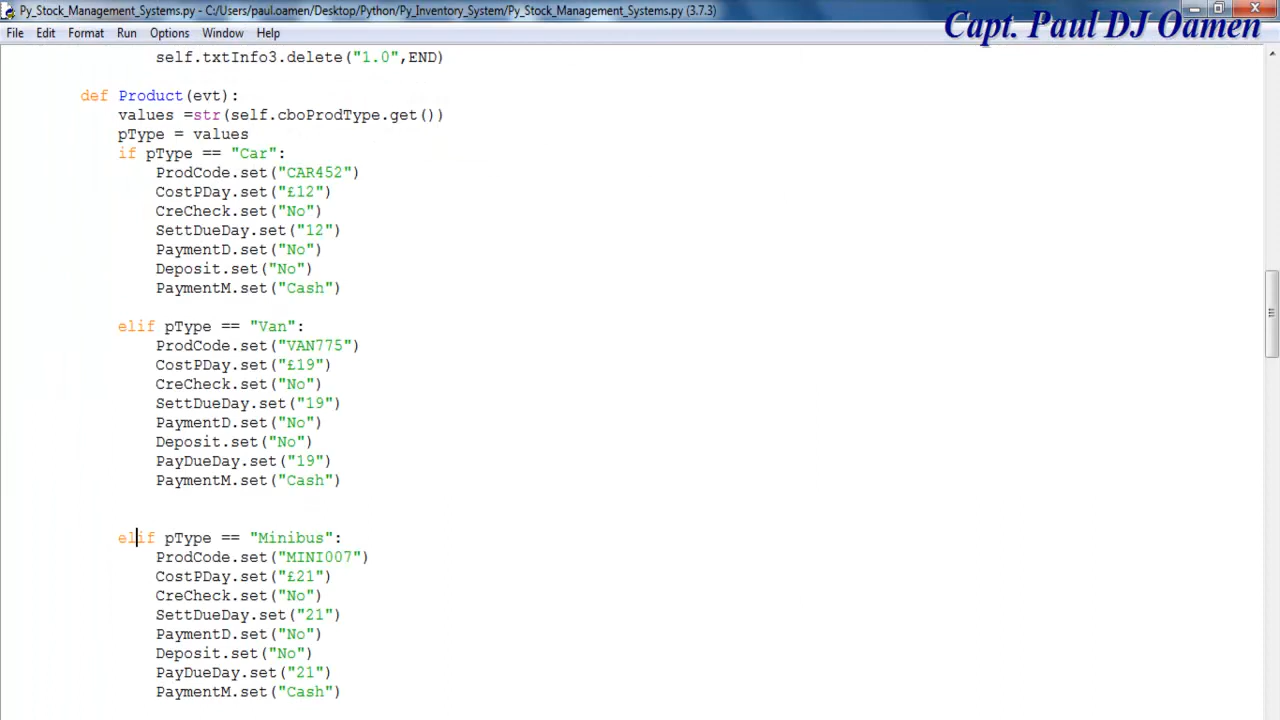 Py_Stock_Management_Systems.py - C:/Users/paul.oamen/Desktop/Python/Py_Inventory_System/Py_Stock_Management_Systems.py (3.7.3)
Capt. Paul DJ Oamen
File Edit Format Run Options Window Help
self.txtInfo3.delete("1.0",END)
def Product(evt):
values =str(self.cboProdType.get())
pType = values
if pType == "Car":
ProdCode.set("CAR452")
CostPDay.set("£12")
CreCheck.set("No")
SettDueDay.set("12")
PaymentD.set("No")
Deposit.set("No")
PaymentM.set("Cash")
elif pType == "Van":
ProdCode.set("VAN775")
CostPDay.set("£19")
CreCheck.set("No")
SettDueDay.set("19")
PaymentD.set("No")
Deposit.set("No")
PayDueDay.set("19")
PaymentM.set("Cash")
elif pType == "Minibus":
ProdCode.set("MINI007")
CostPDay.set("£21")
CreCheck.set("No")
SettDueDay.set("21")
PaymentD.set("No")
Deposit.set("No")
PayDueDay.set("21")
PaymentM.set("Cash")